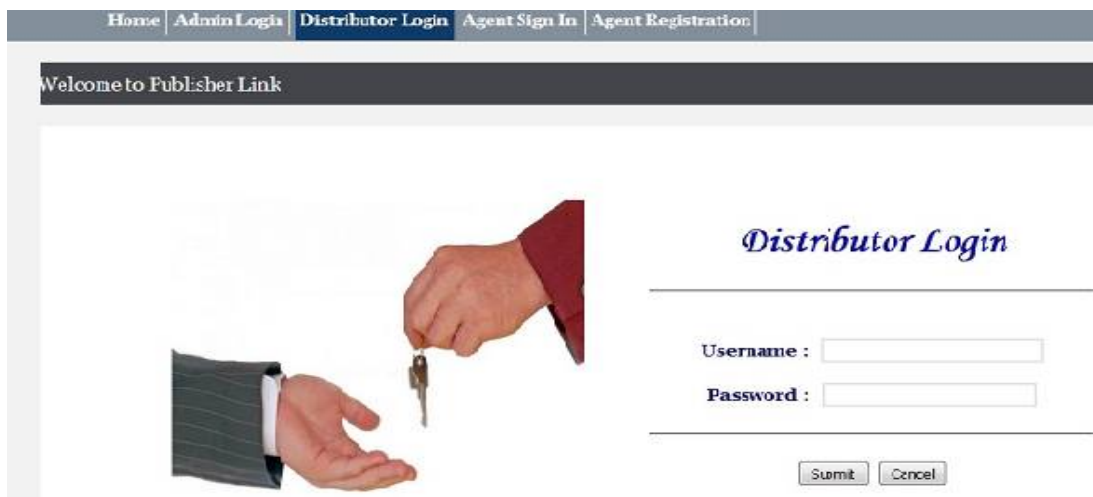 Home Admin Login Distributor Login Agent Sign In Agent Registration
Welcome to Publisher Link
Distributor Login
Username :
Password :
Submit Cancel